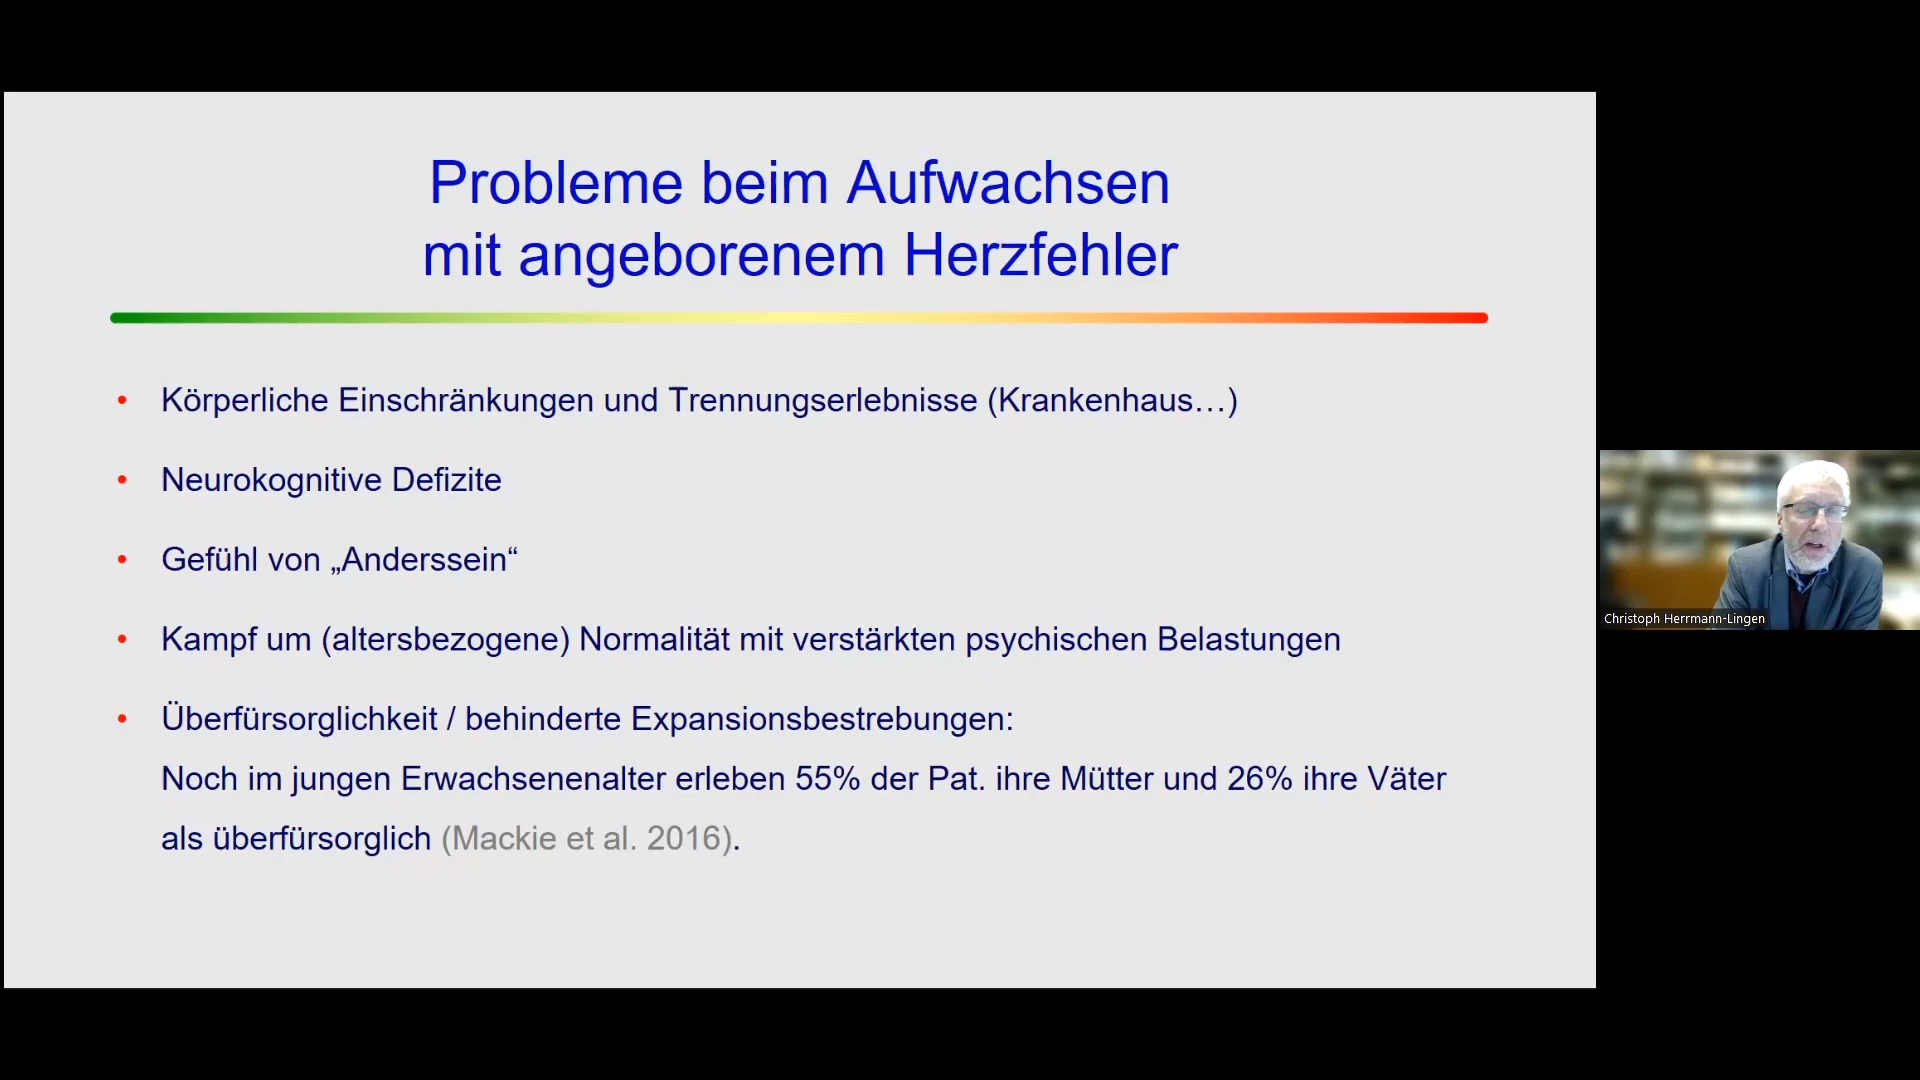 Probleme beim Aufwachsen
mit angeborenem Herzfehler
• Körperliche Einschränkungen und Trennungserlebnisse (Krankenhaus…)
• Neurokognitive Defizite
• Gefühl von „Anderssein“
• Kampf um (altersbezogene) Normalität mit verstärkten psychischen Belastungen
• Überfürsorglichkeit / behinderte Expansionsbestrebungen:
Noch im jungen Erwachsenenalter erleben 55% der Pat. ihre Mütter und 26% ihre Väter
als überfürsorglich (Mackie et al. 2016).
Christoph Herrmann-Lingen